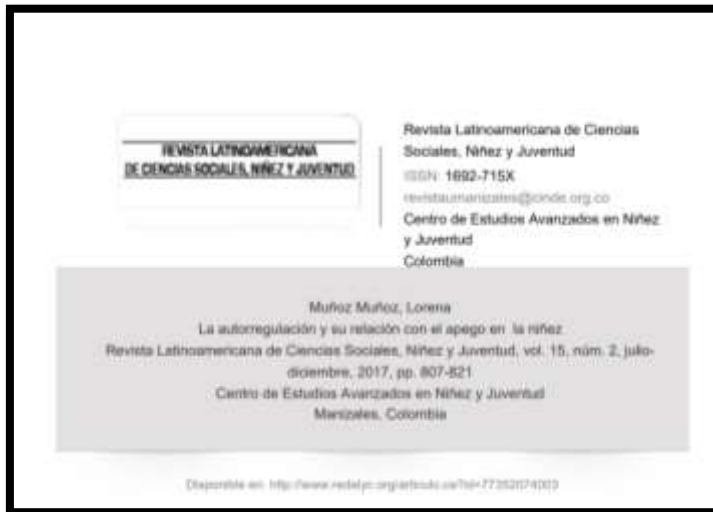 REVISTA LATINOAMERICANA
DE CIENCIAS SOCIALES, NIÑEZ Y JUVENTUD
Revista Latinoamericana de Ciencias
Sociales, Niñez y Juventud
ISSN: 1692-715X
revistaumanizales@cinde.org.co
Centro de Estudios Avanzados en Niñez
y Juventud
Colombia
Muñoz Muñoz, Lorena
La autorregulación y su relación con el apego en la niñez
Revista Latinoamericana de Ciencias Sociales, Niñez y Juventud, vol. 15, núm. 2, julio-
diciembre, 2017, pp. 807-821
Centro de Estudios Avanzados en Niñez y Juventud
Manizales, Colombia
Disponible en: http://www.redalyc.org/articulo.oa?id=77352074003